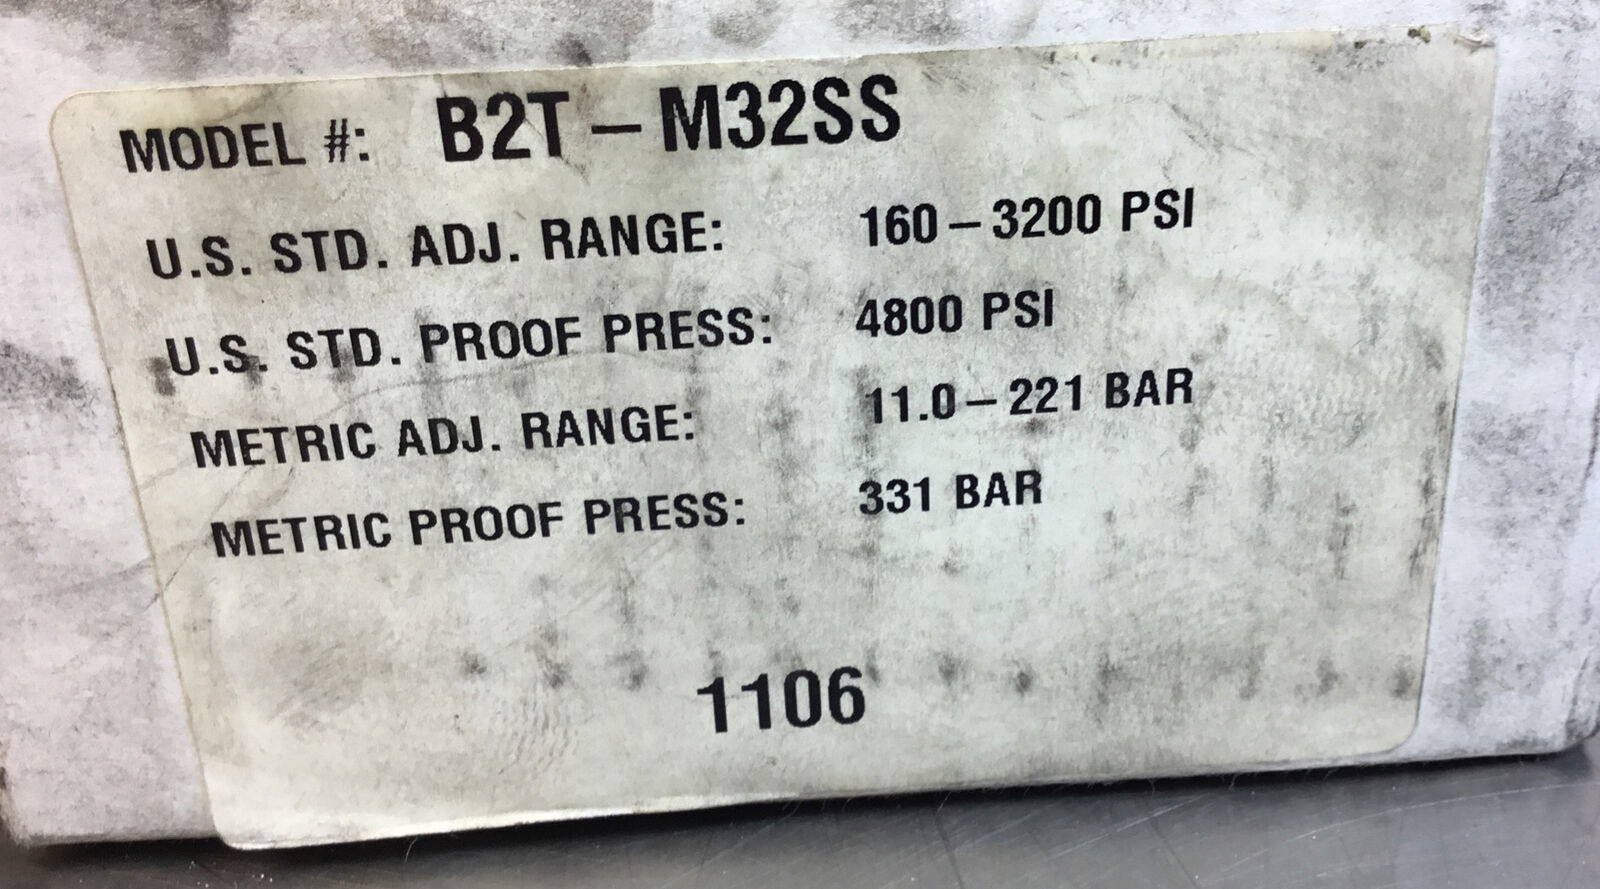 MODEL #: B2T – M32SS
U.S. STD. ADJ. RANGE: 160 – 3200 PSI
U.S. STD. PROOF PRESS: 4800 PSI
METRIC ADJ. RANGE: 11.0 – 221 BAR
METRIC PROOF PRESS: 331 BAR
1106